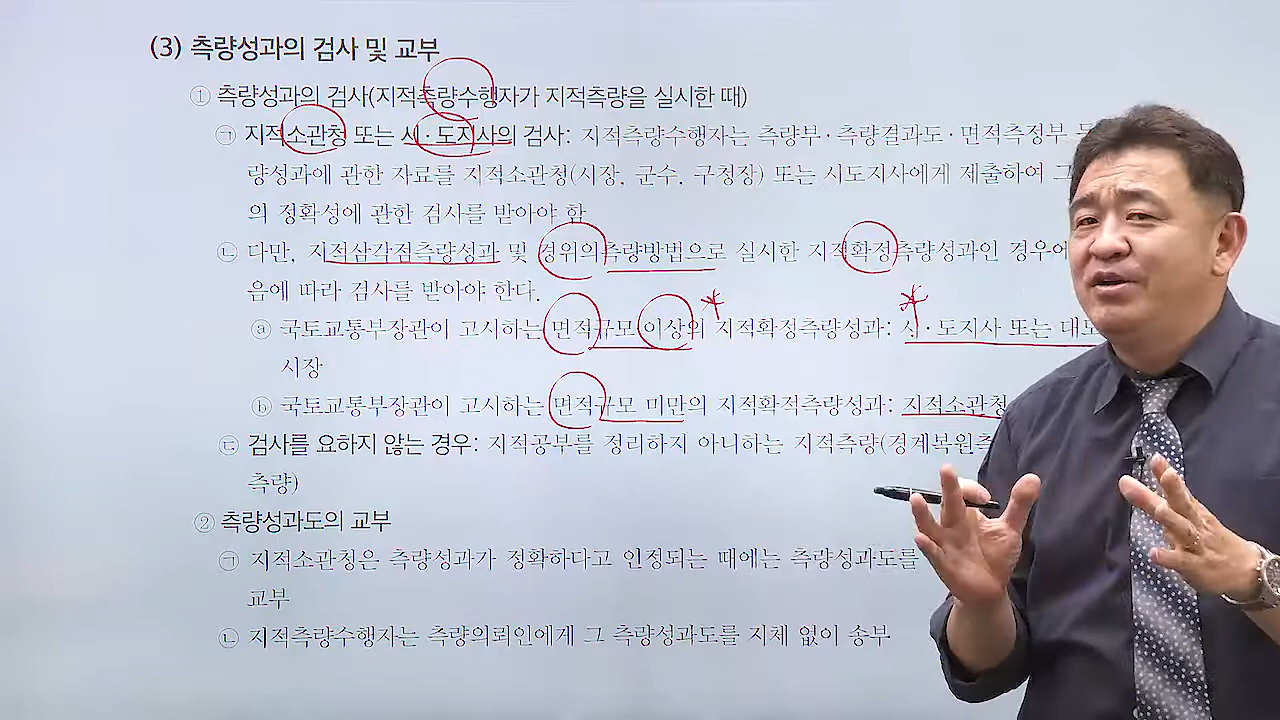 (3) 측량성과의 검사 및 교부
① 측량성과의 검사(지적측량수행자가 지적측량을 실시한 때)
㉠ 지적소관청 또는 시·도지사의 검사: 지적측량수행자는 측량부·측량결과도·면적측정부
량성과에 관한 자료를 지적소관청(시장, 군수, 구청장) 또는 시도지사에게 제출하여 그
의 정확성에 관한 검사를 받아야 함
㉡ 다만, 지적삼각점측량성과 및 경위의측량방법으로 실시한 지적확정측량성과인 경우에
음에 따라 검사를 받아야 한다.
ⓐ 국토교통부장관이 고시하는 면적규모 이상의 지적확정측량성과: 시·도지사 또는
시장
ⓑ 국토교통부장관이 고시하는 면적규모 미만의 지적확적측량성과: 지적소관청
㉢ 검사를 요하지 않는 경우: 지적공부를 정리하지 아니하는 지적측량(경계복원측
측량)
② 측량성과도의 교부
㉠ 지적소관청은 측량성과가 정확하다고 인정되는 때에는 측량성과도를
교부
㉡ 지적측량수행자는 측량의뢰인에게 그 측량성과도를 지체 없이 송부